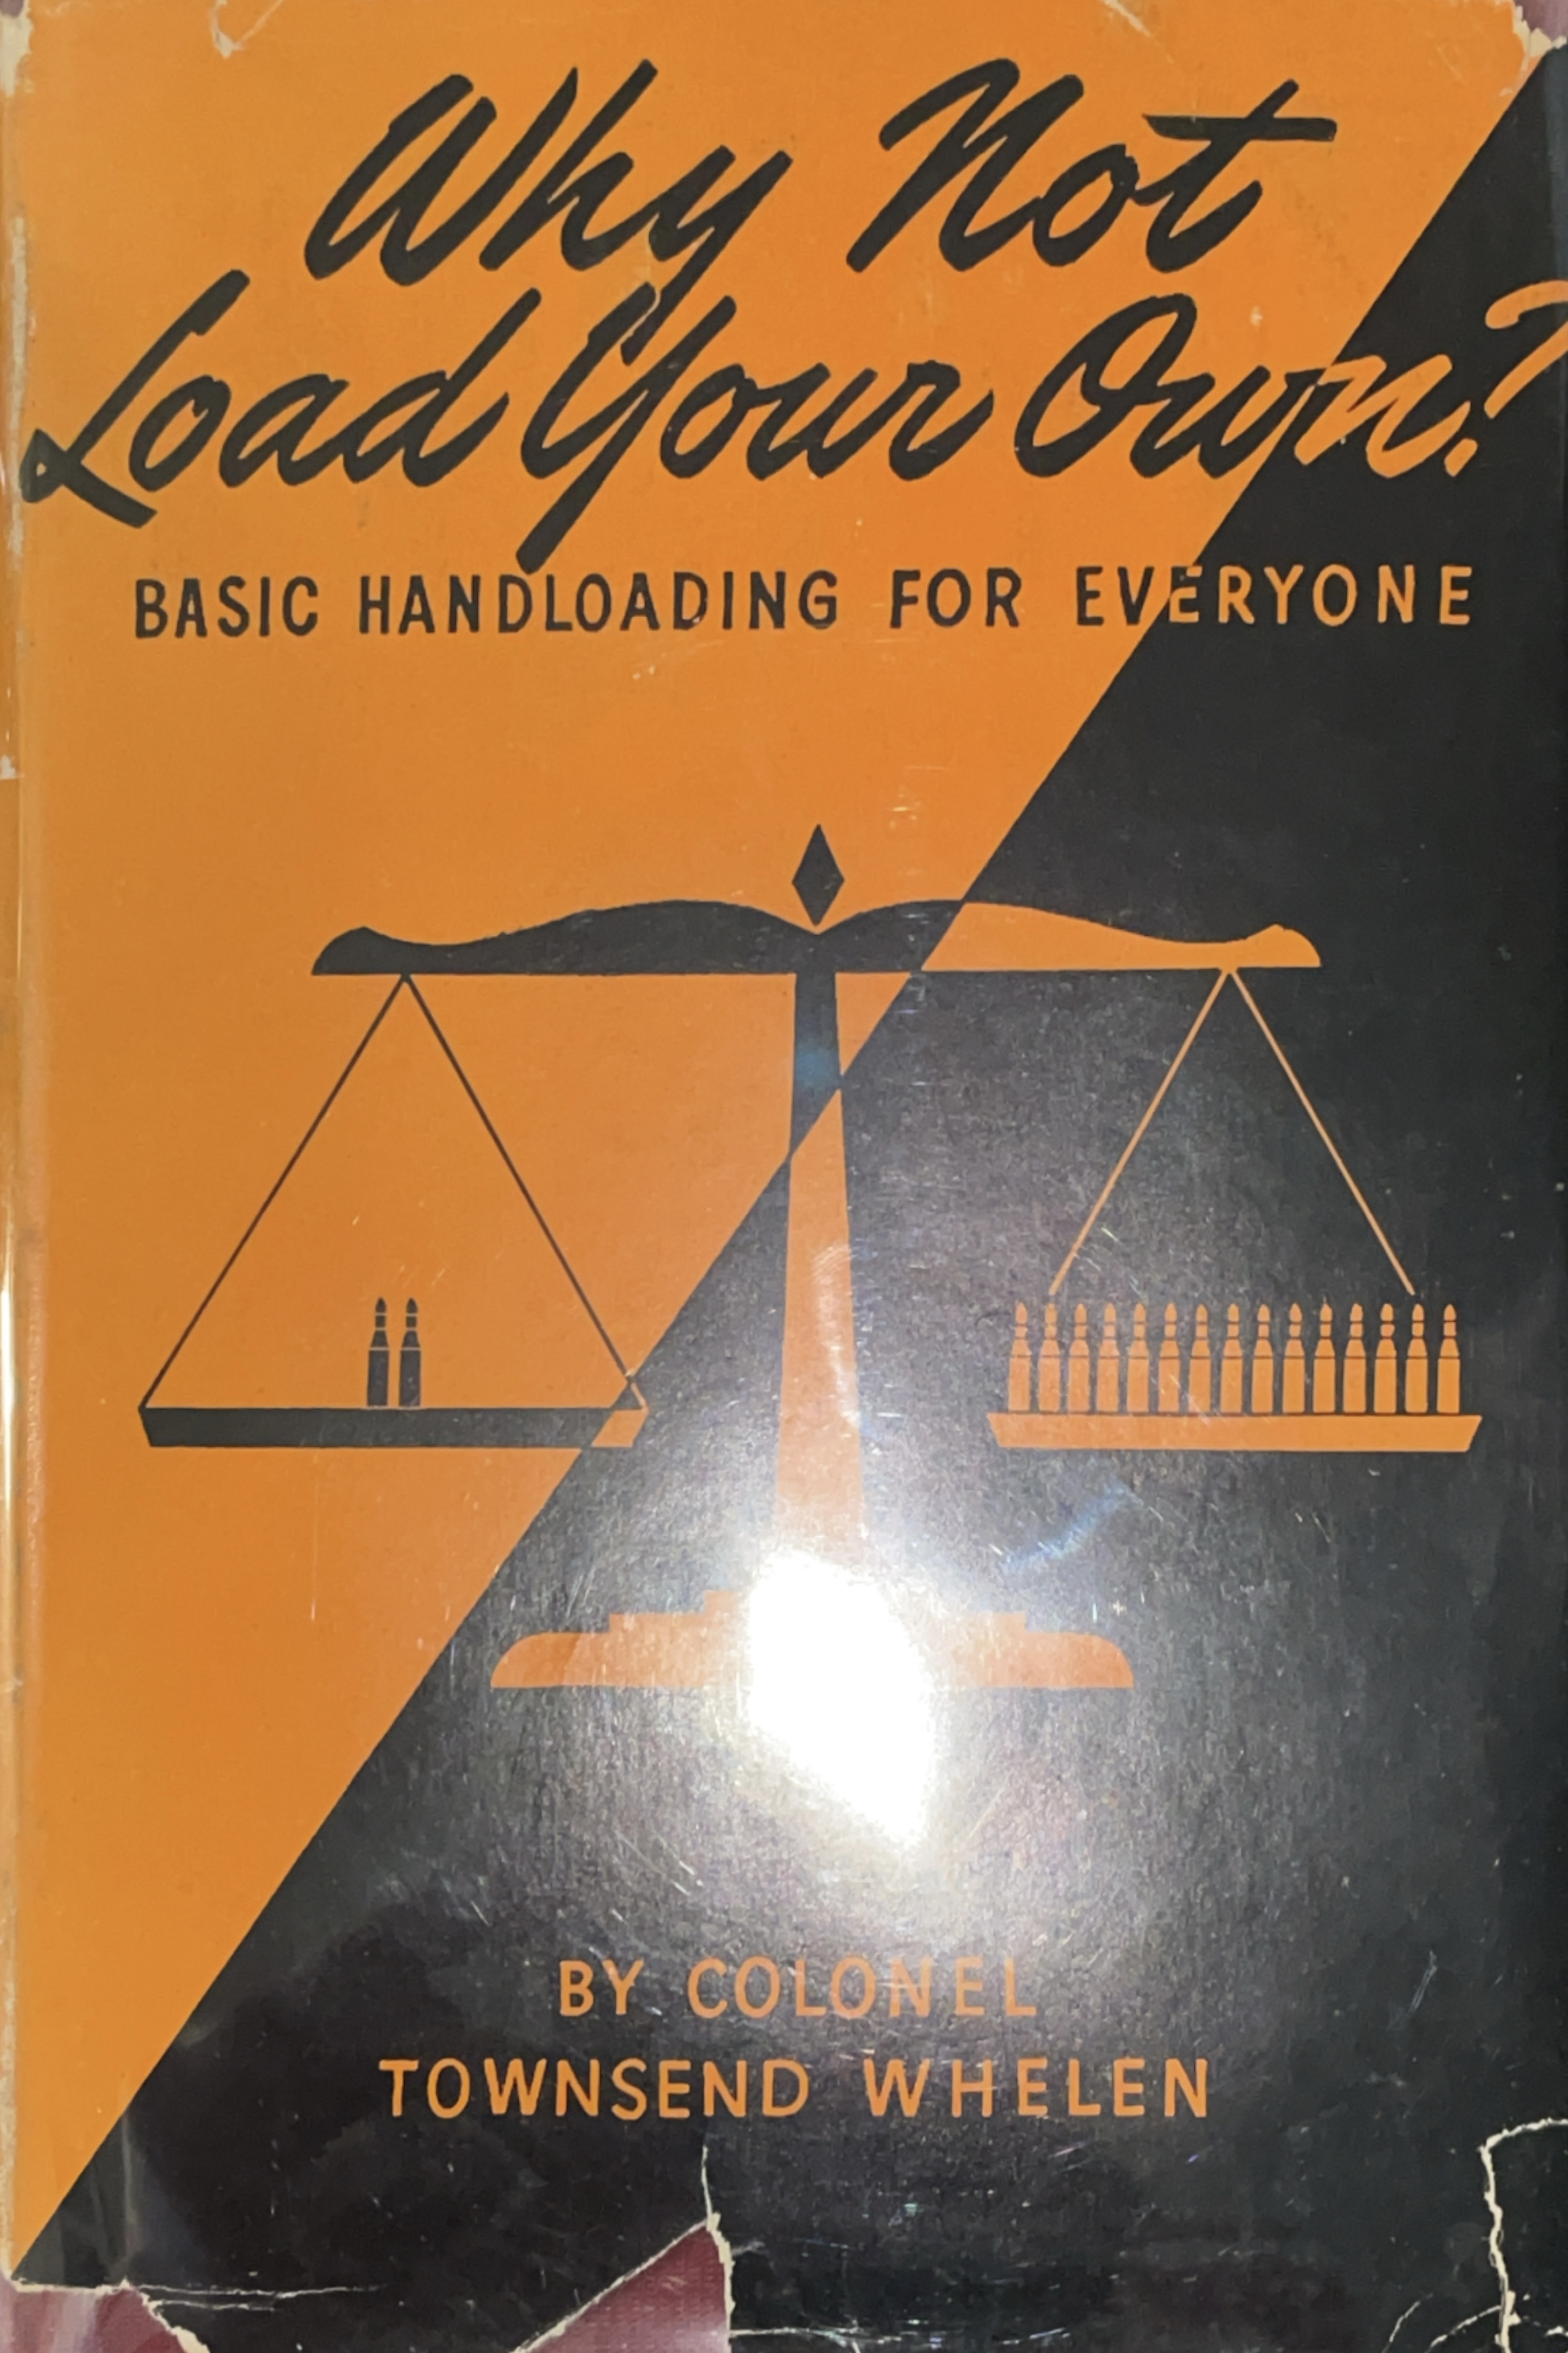 Why Not
Load Your Own?
BASIC HANDLOADING FOR EVERYONE
BY COLONEL
TOWNSEND WHELEN